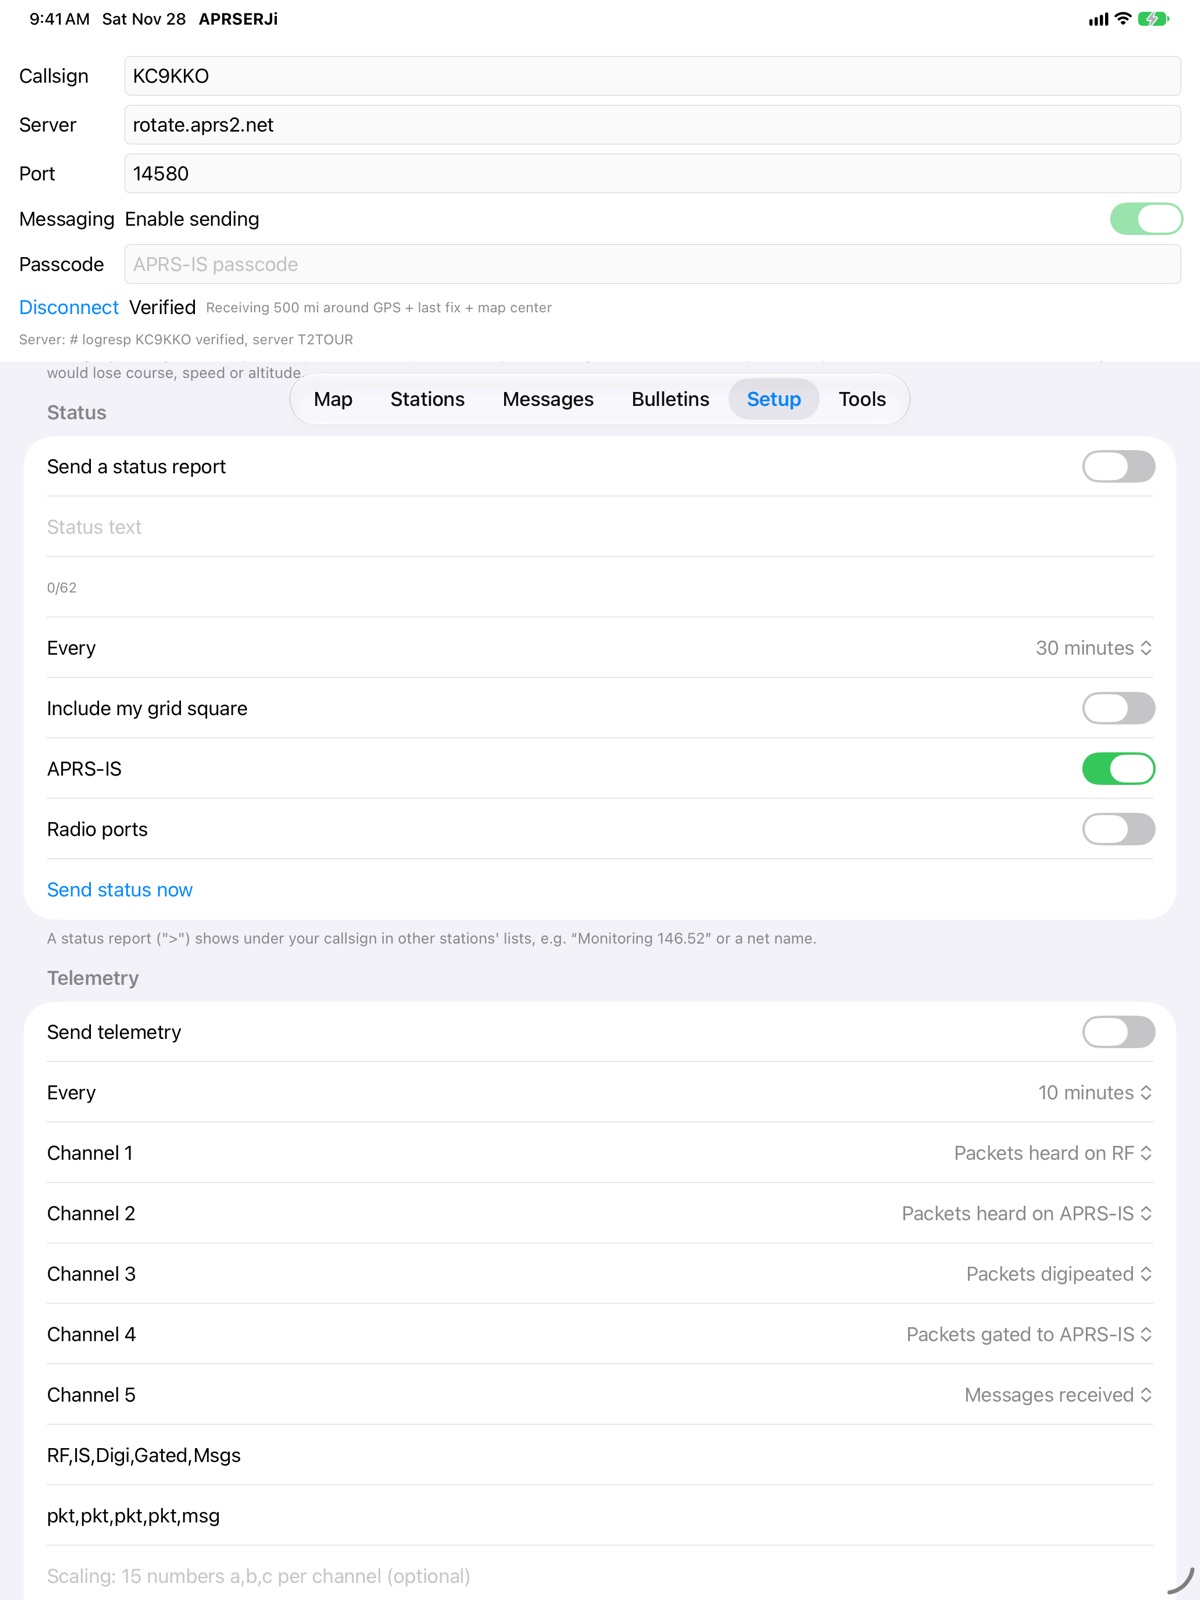 9:41 AM Sat Nov 28 APRSERJi
Callsign KC9KKO
Server rotate.aprs2.net
Port 14580
Messaging Enable sending
Passcode APRS-IS passcode
Disconnect Verified Receiving 500 mi around GPS + last fix + map center
Server: # logresp KC9KKO verified, server T2TOUR
would lose course, speed or altitude.
Map Stations Messages Bulletins Setup Tools
Status
Send a status report
Status text
0/62
Every 30 minutes
Include my grid square
APRS-IS
Radio ports
Send status now
A status report (">") shows under your callsign in other stations' lists, e.g. “Monitoring 146.52” or a net name.
Telemetry
Send telemetry
Every 10 minutes
Channel 1 Packets heard on RF
Channel 2 Packets heard on APRS-IS
Channel 3 Packets digipeated
Channel 4 Packets gated to APRS-IS
Channel 5 Messages received
RF,IS,Digi,Gated,Msgs
pkt,pkt,pkt,pkt,msg
Scaling: 15 numbers a,b,c per channel (optional)